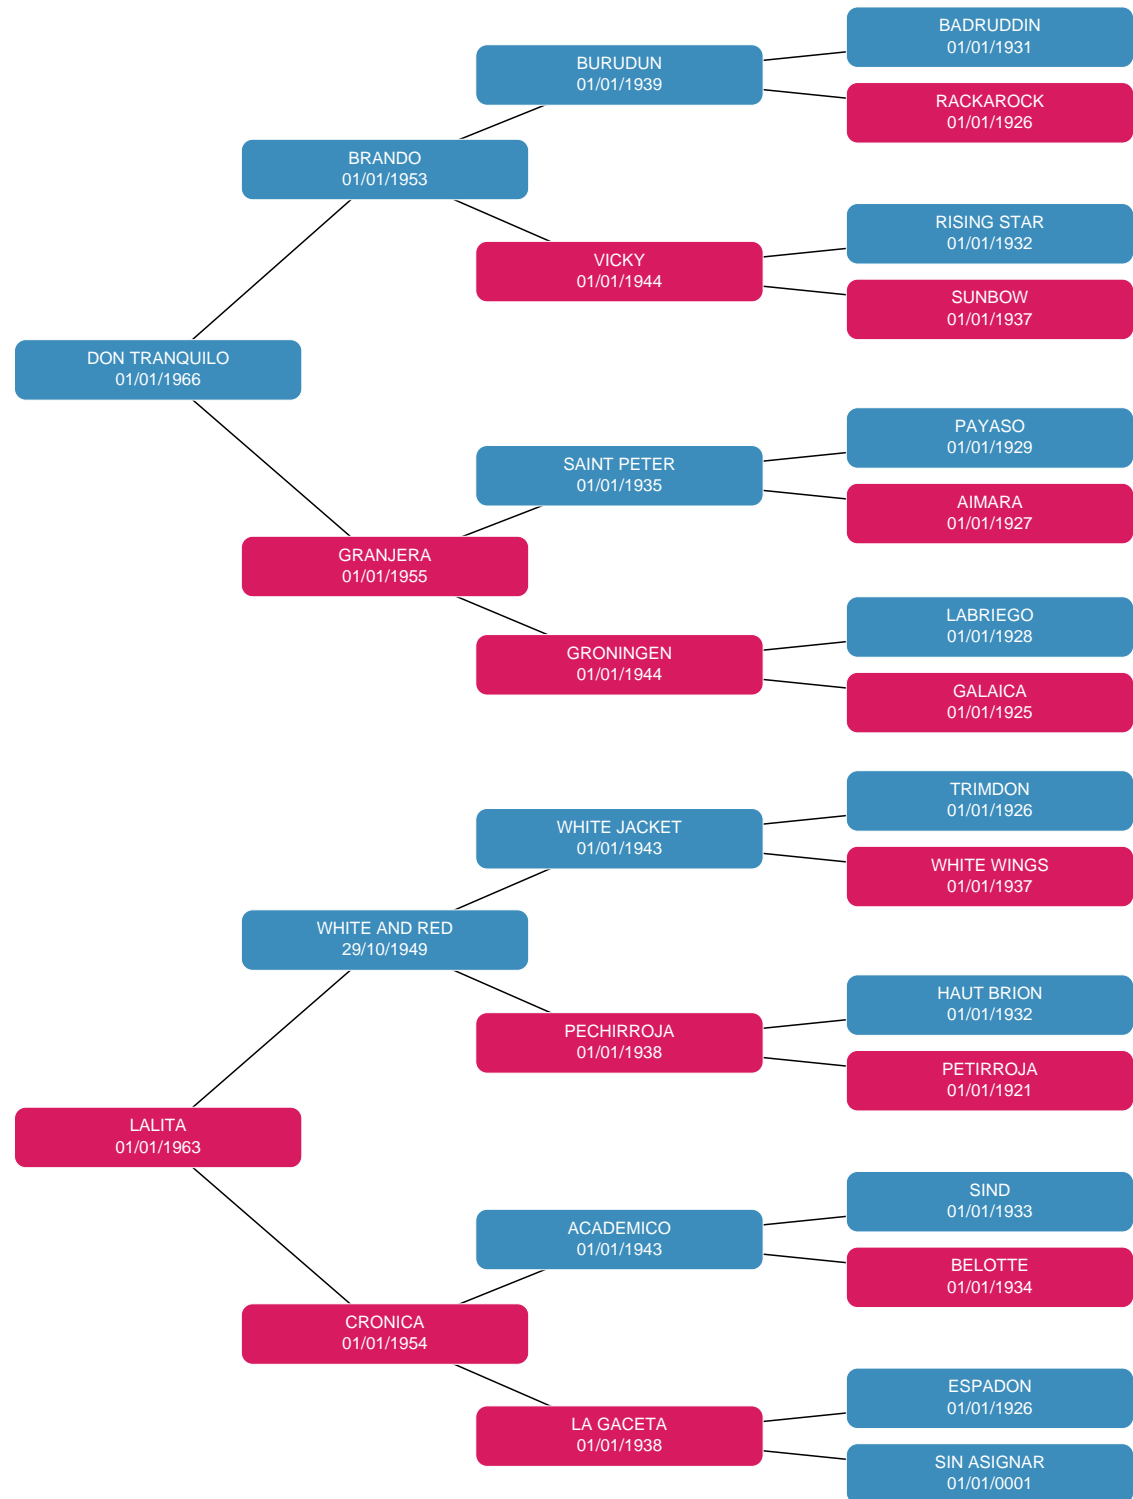 BADRUDDIN
01/01/1931
BURUDUN
01/01/1939
RACKAROCK
01/01/1926
BRANDO
01/01/1953
RISING STAR
01/01/1932
VICKY
01/01/1944
SUNBOW
01/01/1937
DON TRANQUILO
01/01/1966
PAYASO
01/01/1929
SAINT PETER
01/01/1935
AIMARA
01/01/1927
GRANJERA
01/01/1955
LABRIEGO
01/01/1928
GRONINGEN
01/01/1944
GALAICA
01/01/1925
TRIMDON
01/01/1926
WHITE JACKET
01/01/1943
WHITE WINGS
01/01/1937
WHITE AND RED
29/10/1949
HAUT BRION
01/01/1932
PECHIRROJA
01/01/1938
PETIRROJA
01/01/1921
LALITA
01/01/1963
SIND
01/01/1933
ACADEMICO
01/01/1943
BELOTTE
01/01/1934
CRONICA
01/01/1954
ESPADON
01/01/1926
LA GACETA
01/01/1938
SIN ASIGNAR
01/01/0001